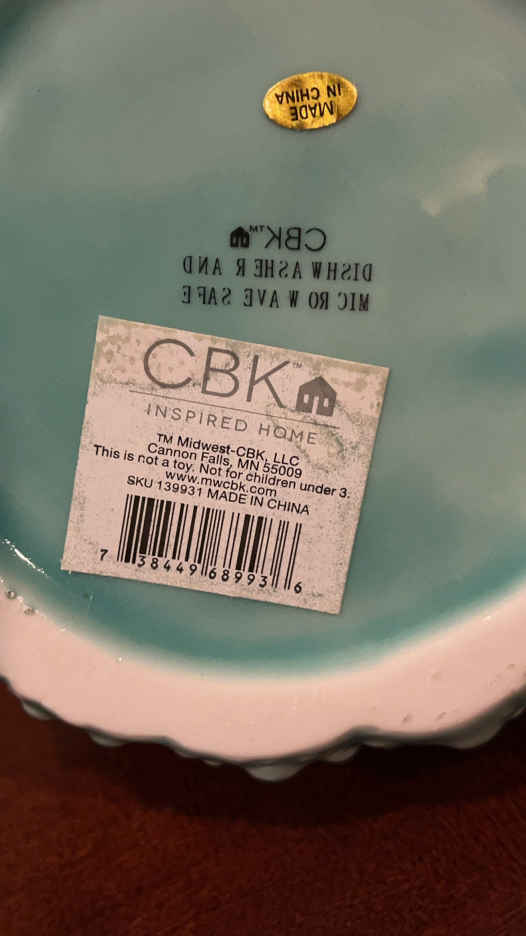 MADE
IN CHINA
CBK™
DISHWASHER AND
MICROWAVE SAFE
CBK™
INSPIRED HOME
TM Midwest-CBK, LLC
Cannon Falls, MN 55009
This is not a toy. Not for children under 3.
www.mwcbk.com
SKU 139931 MADE IN CHINA
7 38449 68993 6